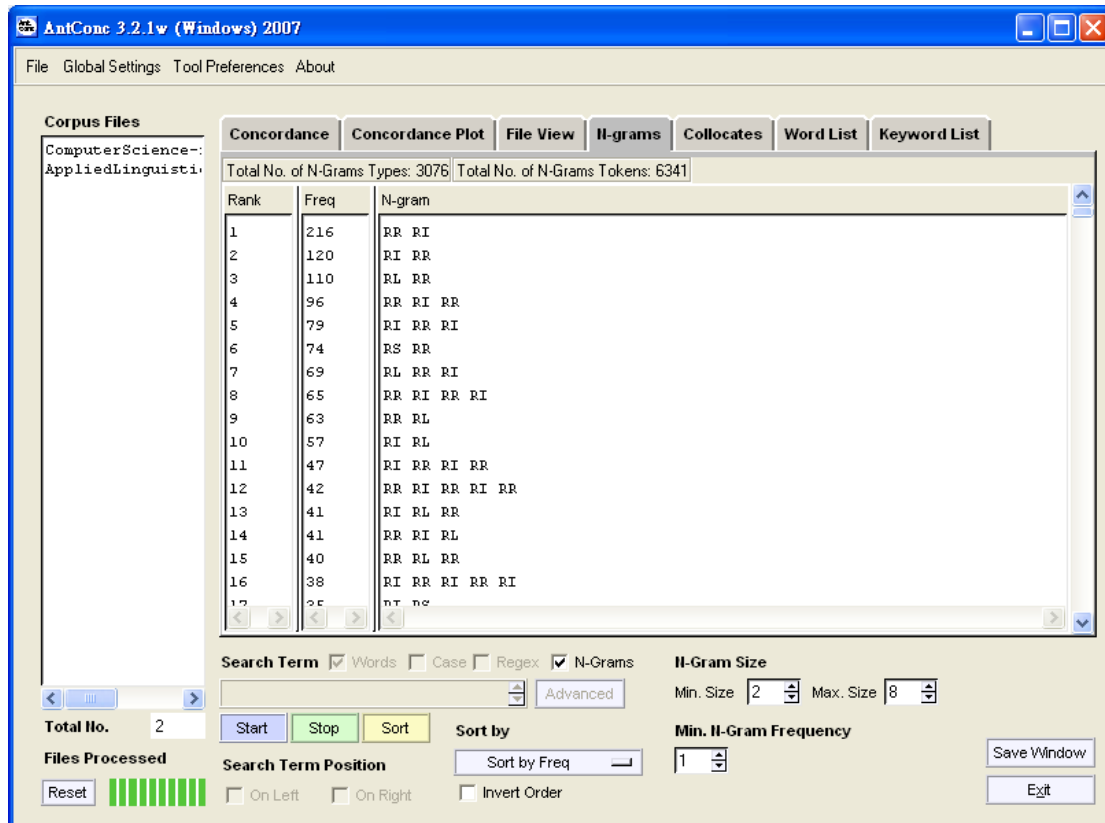 AntConc 3.2.1w (Windows) 2007
File Global Settings Tool Preferences About
Corpus Files
ComputerScience-
AppliedLinguisti
Concordance Concordance Plot File View N-grams Collocates Word List Keyword List
Total No. of N-Grams Types: 3076 Total No. of N-Grams Tokens: 6341
Rank Freq N-gram
1 216 RR RI
2 120 RI RR
3 110 RL RR
4 96 RR RI RR
5 79 RI RR RI
6 74 RS RR
7 69 RL RR RI
8 65 RR RI RR RI
9 63 RR RL
10 57 RI RL
11 47 RI RR RI RR
12 42 RR RI RR RI RR
13 41 RI RL RR
14 41 RR RI RL
15 40 RR RL RR
16 38 RI RR RI RR RI
17 RI RS
Search Term Words Case Regex N-Grams N-Gram Size
Advanced Min. Size 2 Max. Size 8
Total No. 2 Start Stop Sort Sort by Min. N-Gram Frequency
Files Processed Sort by Freq 1 Save Window
Search Term Position
Reset On Left On Right Invert Order Exit